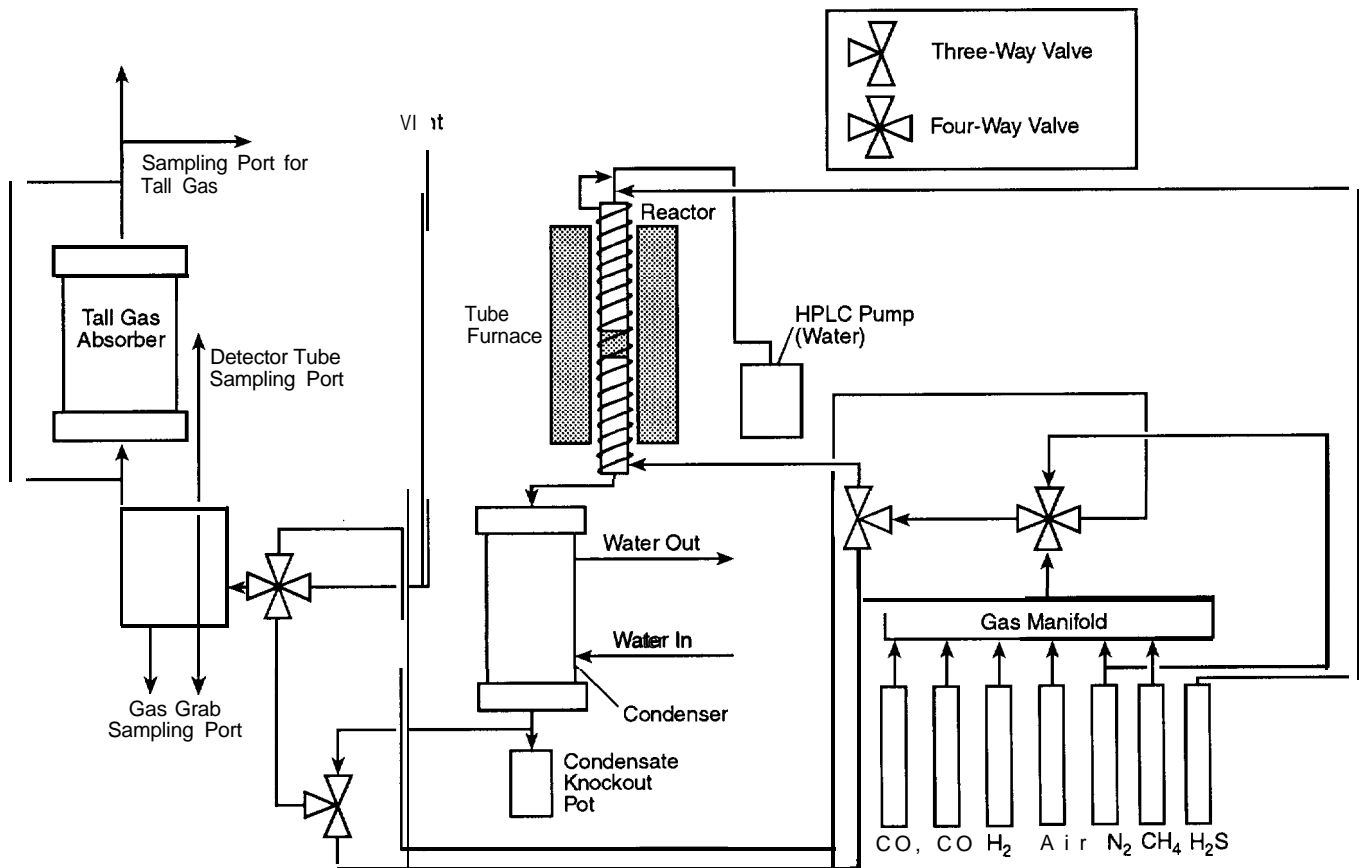 Three-Way Valve
Four-Way Valve
Sampling Port for
Tall Gas
Reactor
Tall Gas
Absorber
Tube
Furnace
HPLC Pump
(Water)
Detector Tube
Sampling Port
Water Out
Gas Manifold
Water In
Condenser
Gas Grab
Sampling Port
Condensate
Knockout
Pot
CO, CO H₂ Air N₂ CH₄ H₂S